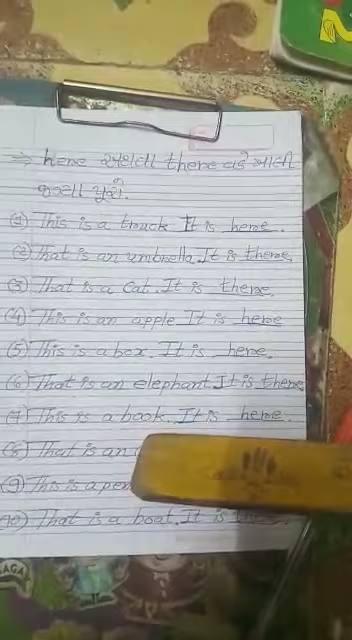 ⇒ here અથવા there વડે ખાલી
જગ્યા પૂરો.
(1) This is a truck It is here.
(2) That is an umbrella. It is there.
(3) That is a cat. It is there.
(4) This is an apple It is here
(5) This is a box. It is here.
(6) That is an elephant. It is there
(7) This is a book. It is here.
(8) That is an
(9) This is a pen
(10) That is a boat. It is
SAGA